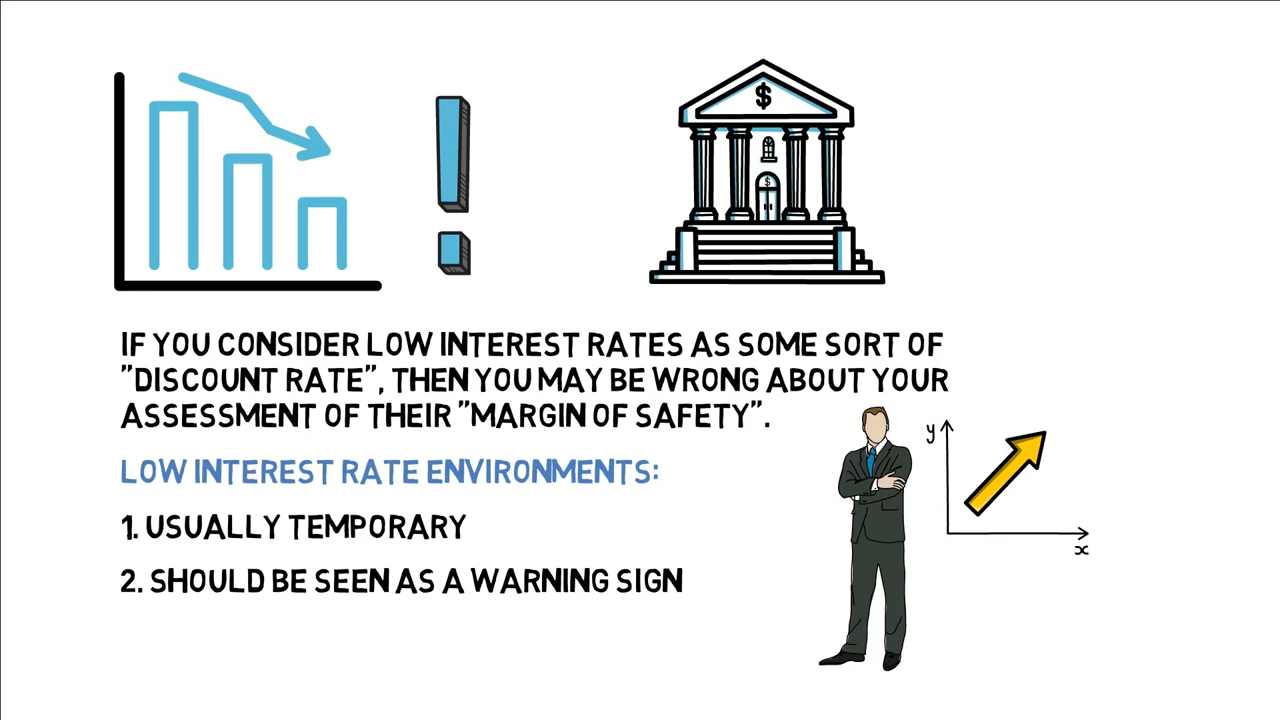 $
$
IF YOU CONSIDER LOW INTEREST RATES AS SOME SORT OF
"DISCOUNT RATE", THEN YOU MAY BE WRONG ABOUT YOUR
ASSESSMENT OF THEIR "MARGIN OF SAFETY".
y
LOW INTEREST RATE ENVIRONMENTS:
1. USUALLY TEMPORARY
x
2. SHOULD BE SEEN AS A WARNING SIGN